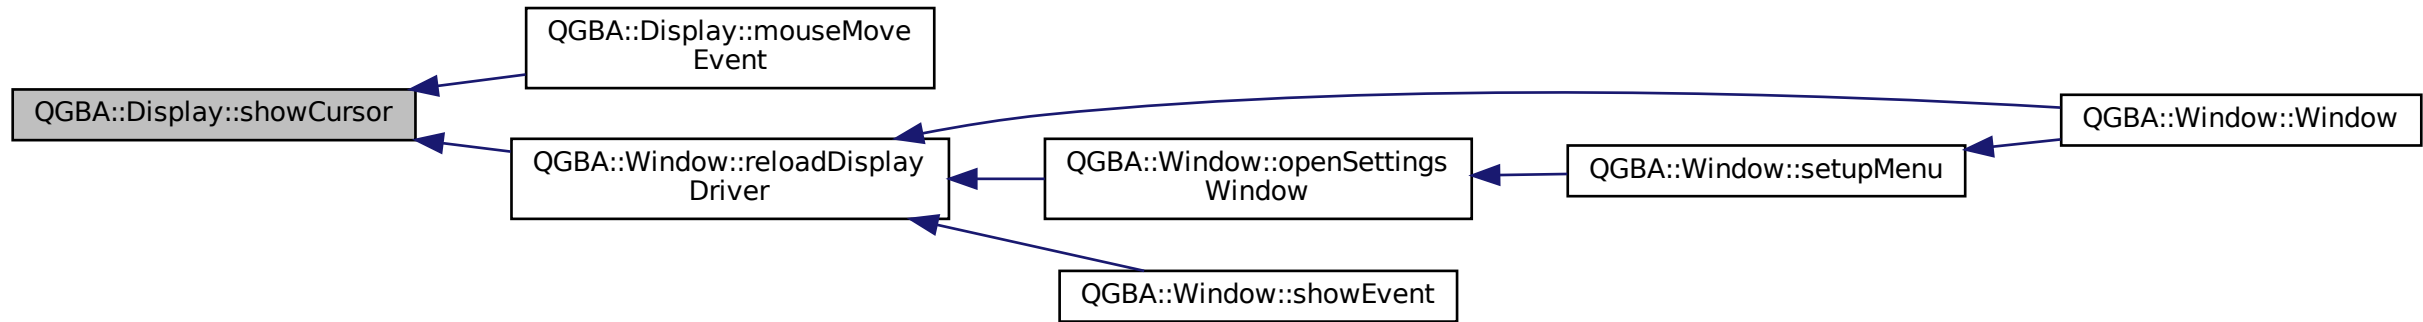 QGBA::Display::showCursor
QGBA::Display::mouseMove
Event
QGBA::Window::reloadDisplay
Driver
QGBA::Window::openSettings
Window
QGBA::Window::showEvent
QGBA::Window::setupMenu
QGBA::Window::Window